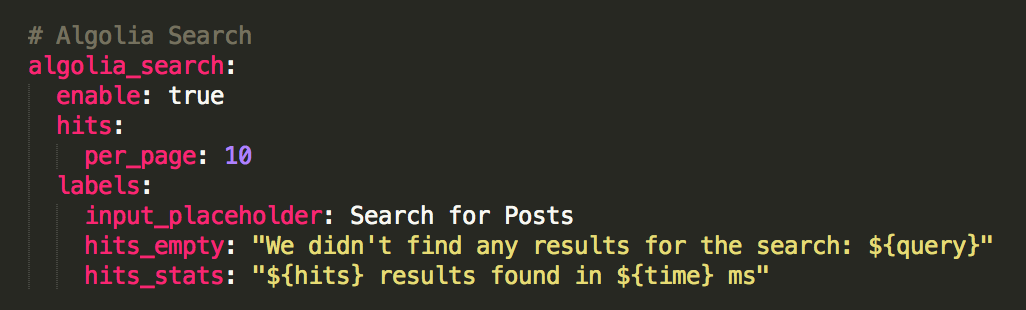 # Algolia Search
algolia_search:
  enable: true
  hits:
    per_page: 10
  labels:
    input_placeholder: Search for Posts
    hits_empty: "We didn't find any results for the search: ${query}"
    hits_stats: "${hits} results found in ${time} ms"